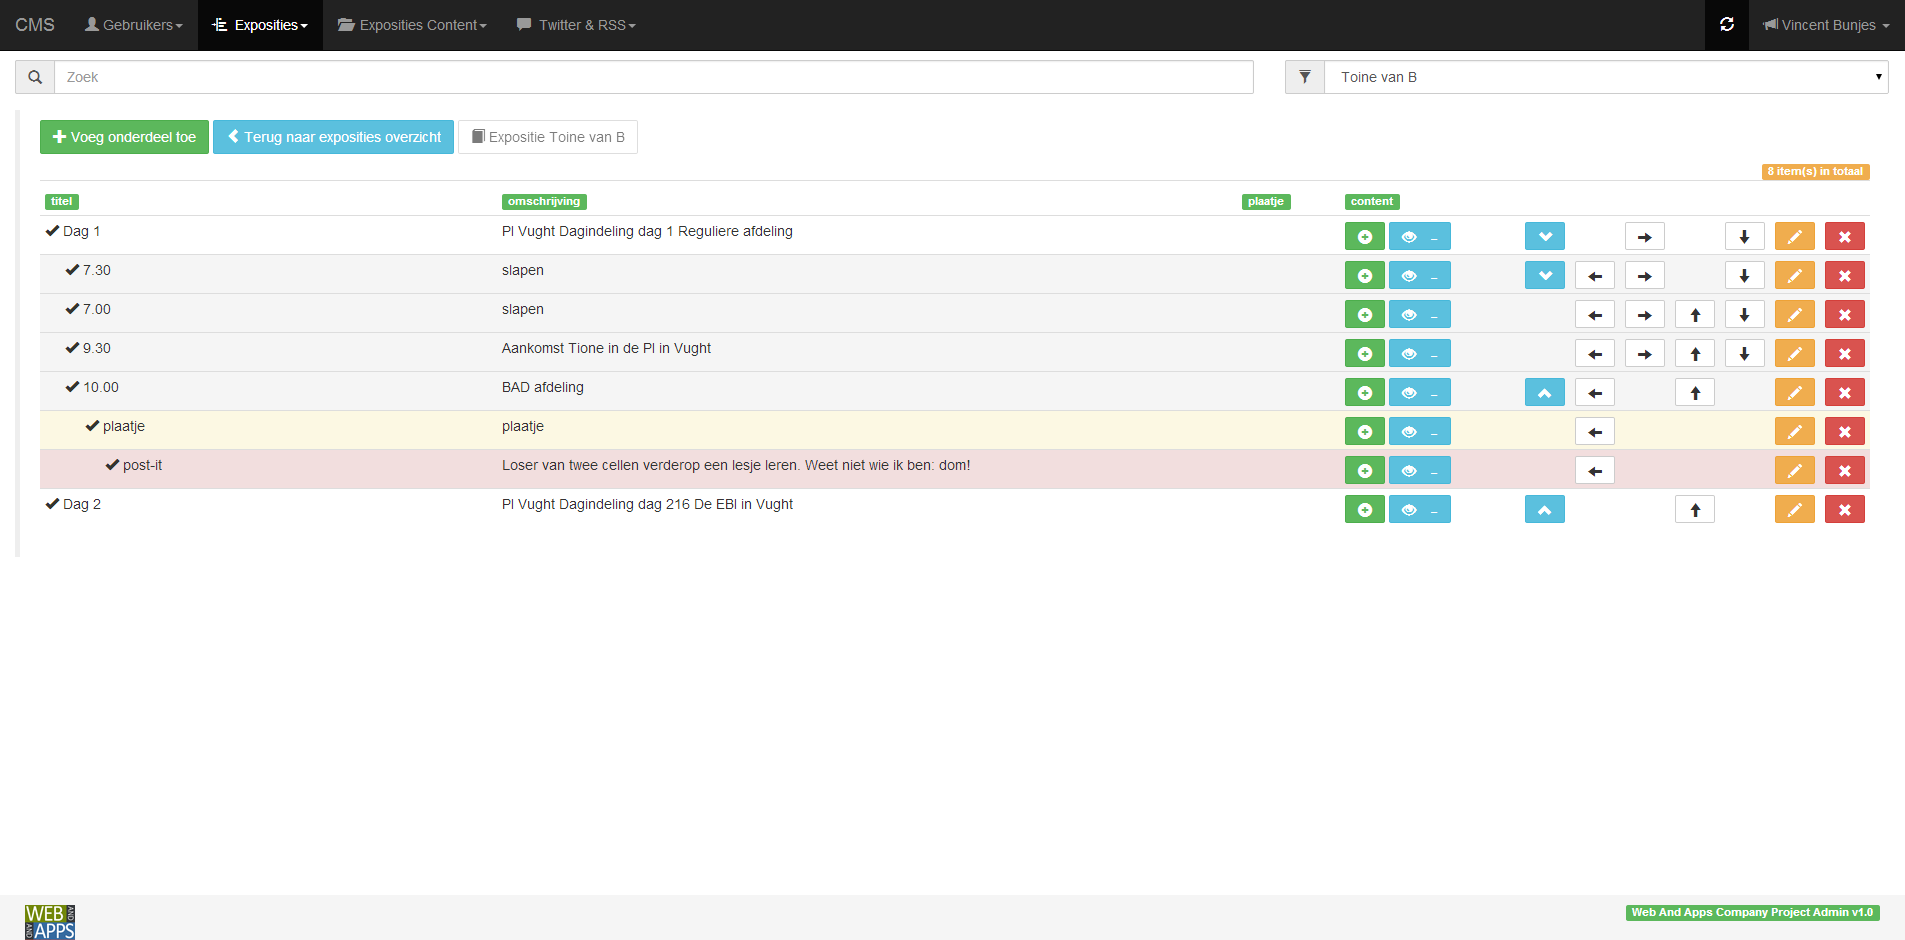 CMS Gebruikers Exposities Exposities Content Twitter & RSS Vincent Bunjes
Zoek Toine van B
Voeg onderdeel toe Terug naar exposities overzicht Expositie Toine van B
8 item(s) in totaal
titel omschrijving plaatje content
Dag 1 PI Vught Dagindeling dag 1 Reguliere afdeling
7.30 slapen
7.00 slapen
9.30 Aankomst Tione in de PI in Vught
10.00 BAD afdeling
plaatje plaatje
post-it Loser van twee cellen verderop een lesje leren. Weet niet wie ik ben: dom!
Dag 2 PI Vught Dagindeling dag 216 De EBI in Vught
WEB AND
AND APPS
Web And Apps Company Project Admin v1.0